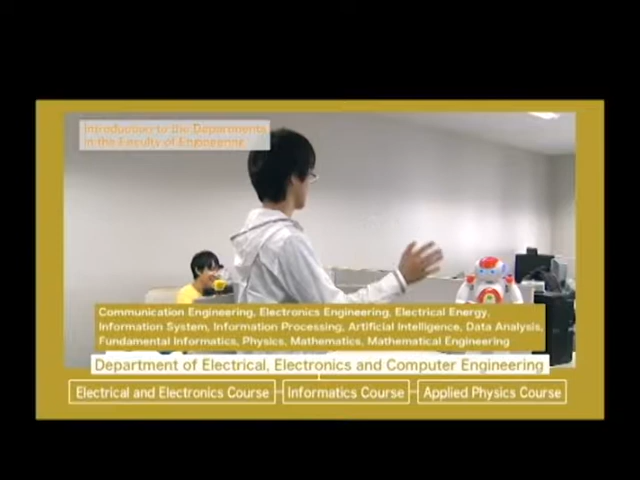 Introduction to the Departments
in the Faculty of Engineering
Communication Engineering, Electronics Engineering, Electrical Energy,
Information System, Information Processing, Artificial Intelligence, Data Analysis,
Fundamental Informatics, Physics, Mathematics, Mathematical Engineering
Department of Electrical, Electronics and Computer Engineering
Electrical and Electronics Course
Informatics Course
Applied Physics Course